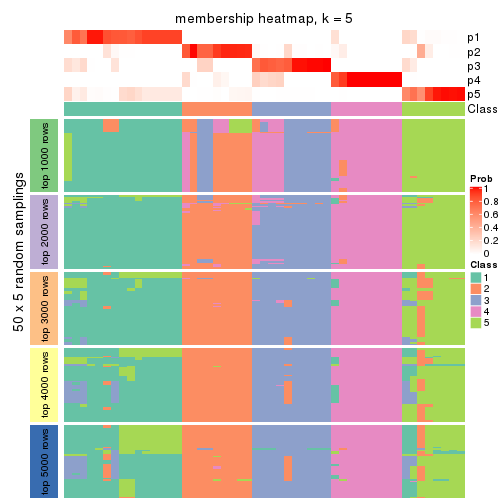 membership heatmap, k = 5
p1
p2
p3
p4
p5
Class
50 x 5 random samplings
top 1000 rows
top 2000 rows
top 3000 rows
top 4000 rows
top 5000 rows
Prob
1
0.8
0.6
0.4
0.2
0
Class
1
2
3
4
5